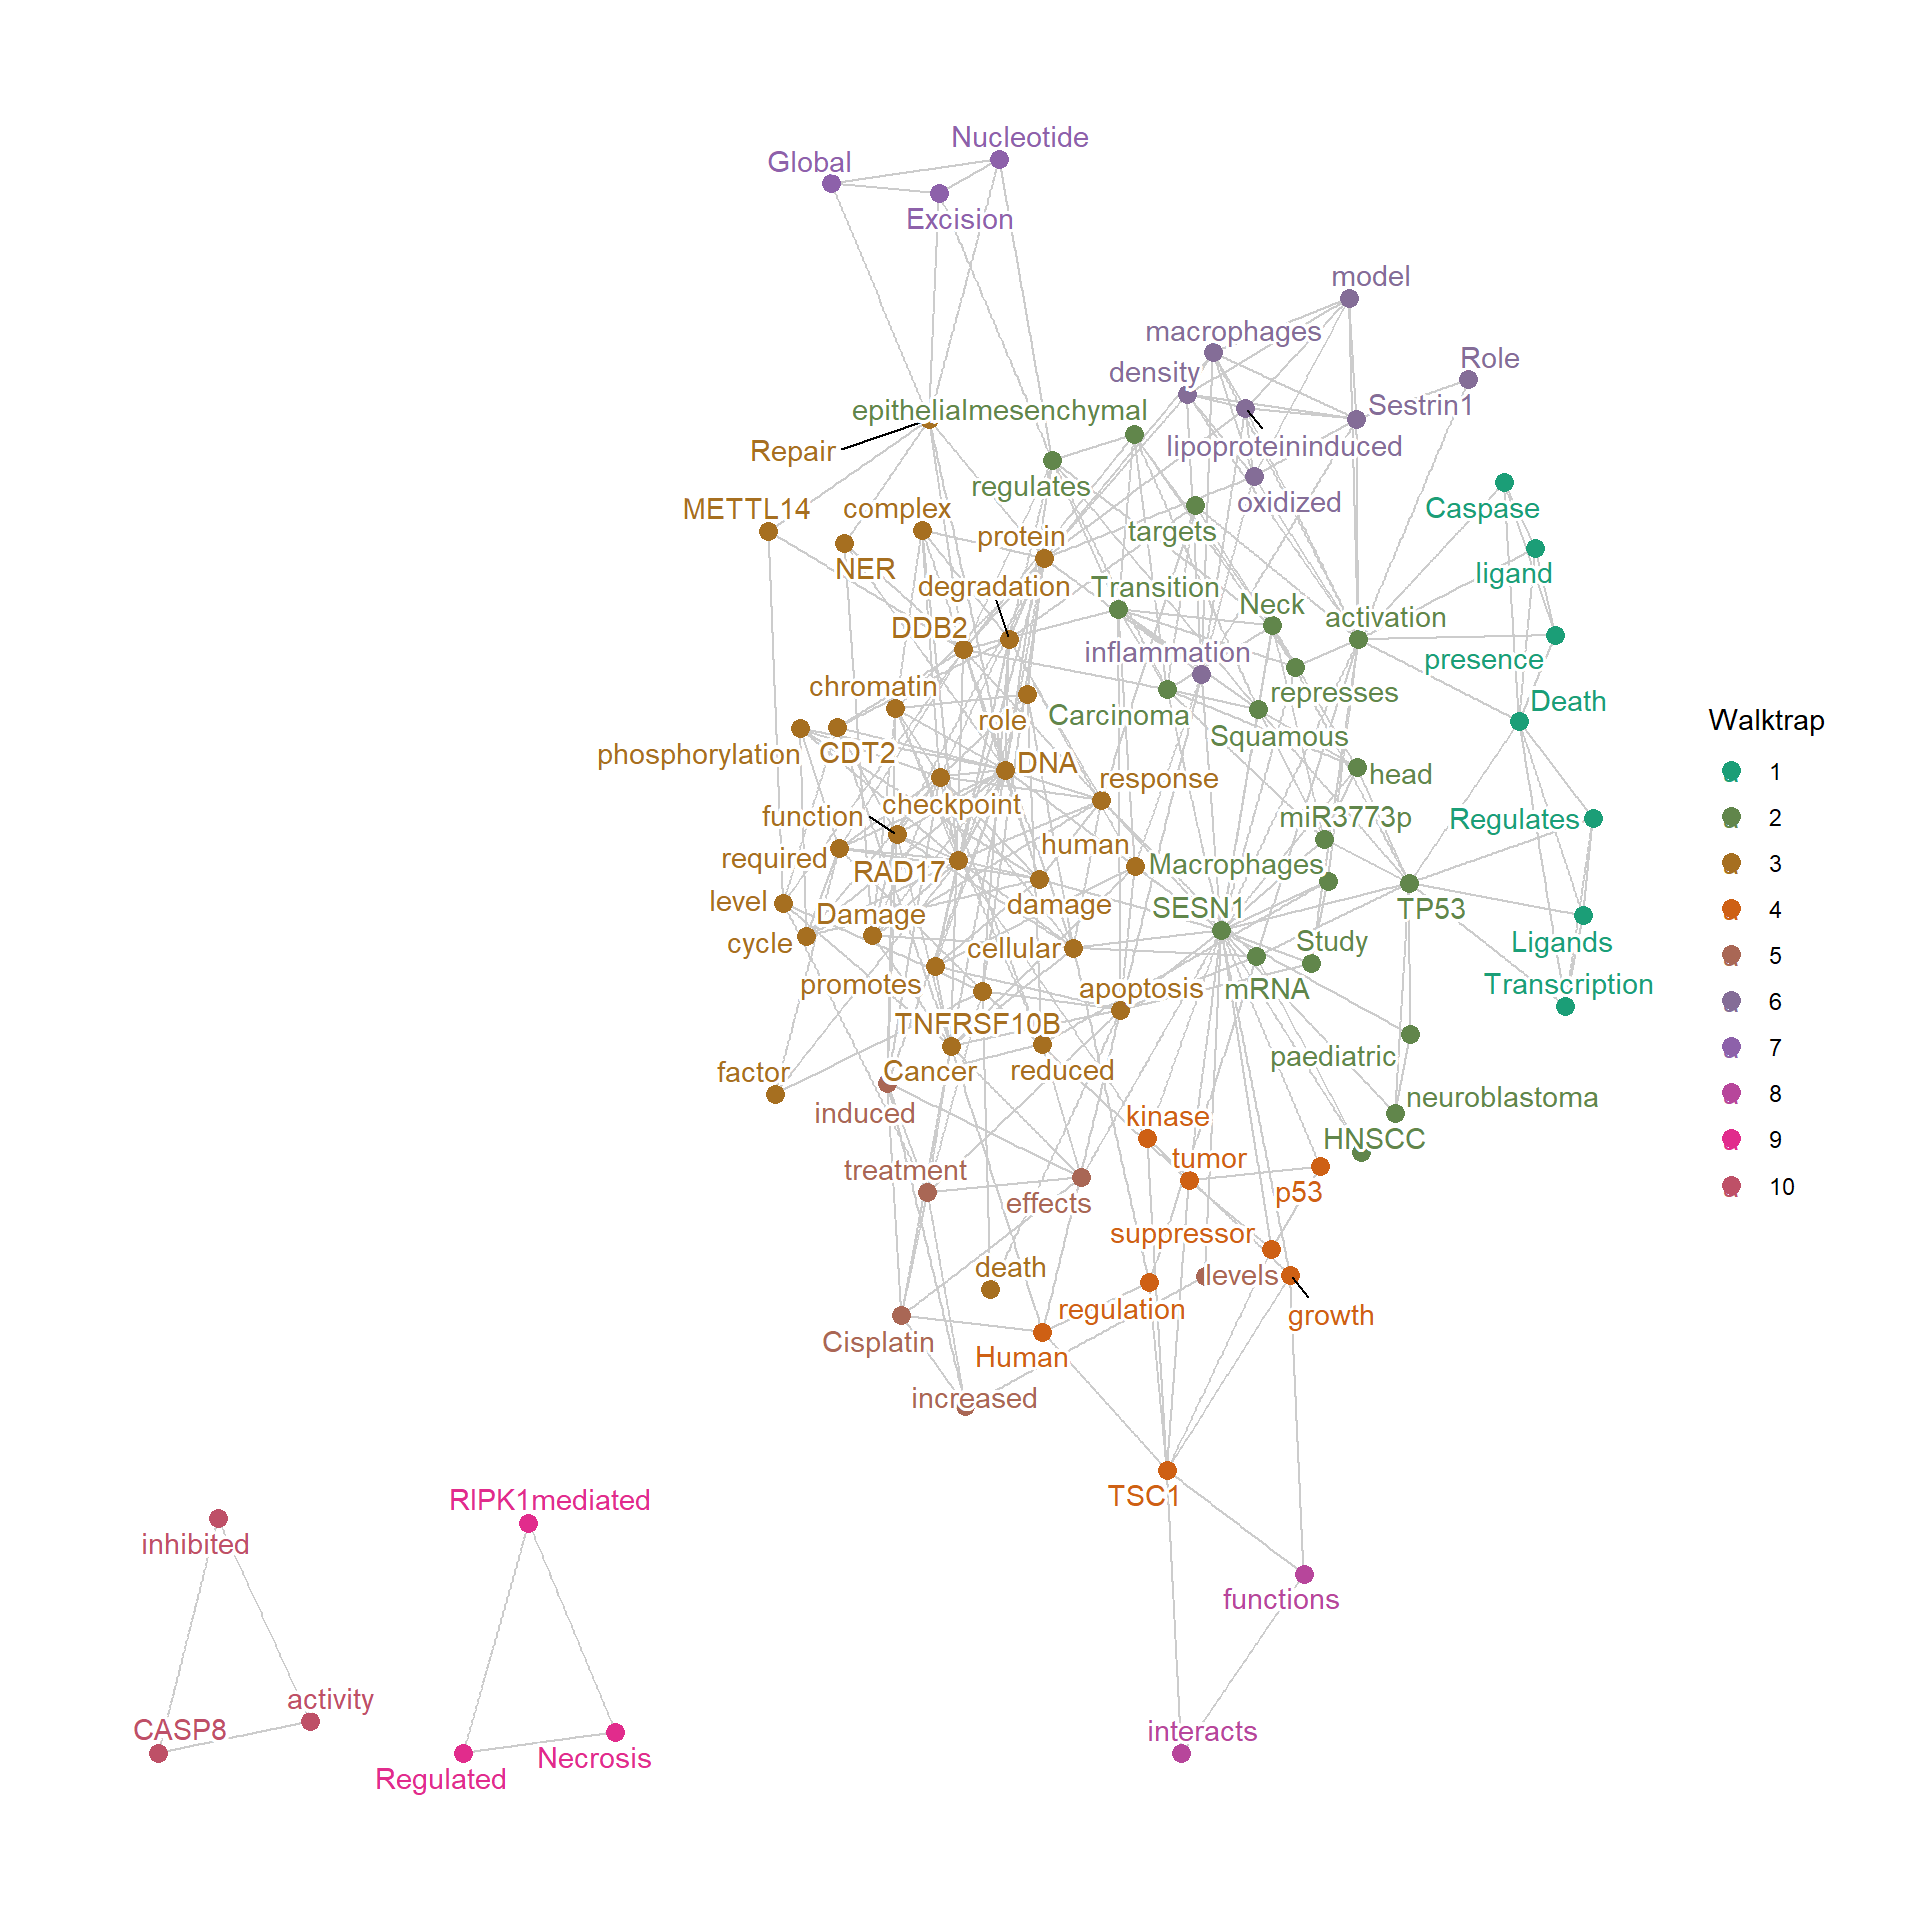 Nucleotide
Global
Excision
model
macrophages
Role
density
Sestrin1
epithelialmesenchymal
lipoproteininduced
Repair
regulates
oxidized
METTL14
complex
Caspase
targets
protein
NER
ligand
degradation
Transition
Neck
activation
DDB2
inflammation
presence
chromatin
represses
Death
role
Carcinoma
Squamous
phosphorylation
CDT2
DNA
response
head
checkpoint
function
miR3773p
Regulates
human
required
RAD17
Macrophages
level
damage
SESN1
TP53
Damage
cycle
cellular
Study
Ligands
promotes
apoptosis
mRNA
Transcription
TNFRSF10B
paediatric
factor
Cancer
reduced
neuroblastoma
induced
kinase
HNSCC
treatment
tumor
effects
p53
suppressor
death
levels
regulation
growth
Cisplatin
Human
increased
TSC1
RIPK1mediated
inhibited
functions
activity
CASP8
interacts
Necrosis
Regulated
Walktrap
1
2
3
4
5
6
7
8
9
10